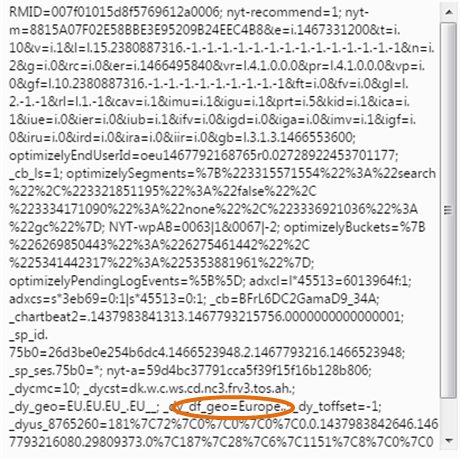 RMID=007f01015d8f5769612a0006; nyt-recommend=1; nyt-
m=8815A07F02E58BBE3E95209B24EEC4B8&e=i.1467331200&t=i.
10&v=i.1&l=l.15.2380887316.-1.-1.-1.-1.-1.-1.-1.-1.-1.-1.-1.-1.-1.-1&n=i.
2&g=i.0&rc=i.0&er=i.1466495840&vr=l.4.1.0.0.0&pr=l.4.1.0.0.0&vp=i.
0&gf=l.10.2380887316.-1.-1.-1.-1.-1.-1.-1.-1.-1&ft=i.0&fv=i.0&gl=l.
2.-1.-1&rl=l.1.-1&cav=i.1&imu=i.1&igu=i.1&prt=i.5&kid=i.1&ica=i.
1&iue=i.0&ier=i.0&iub=i.1&ifv=i.0&igd=i.0&iga=i.0&imv=i.1&igf=i.
0&iru=i.0&ird=i.0&ira=i.0&iir=i.0&gb=l.3.1.3.1466553600;
optimizelyEndUserId=oeu1467792168765r0.02728922453701177;
_cb_ls=1; optimizelySegments=%7B%223315571554%22%3A%22search
%22%2C%223321851195%22%3A%22false%22%2C
%223334171090%22%3A%22none%22%2C%223336921036%22%3A
%22gc%22%7D; NYT-wpAB=0063|1&0067|-2; optimizelyBuckets=%7B
%226269850443%22%3A%226275461442%22%2C
%225341442317%22%3A%225353881961%22%7D;
optimizelyPendingLogEvents=%5B%5D; adxcl=l*45513=6013964f:1;
adxcs=s*3eb69=0:1|s*45513=0:1; _cb=BFrL6DC2GamaD9_34A;
_chartbeat2=.1437983841313.1467793215756.0000000000000001;
_sp_id.
75b0=26d3be0e254b6dc4.1466523948.2.1467793216.1466523948;
_sp_ses.75b0=*; nyt-a=59d4bc37791cca5f39f15f16b128b806;
_dycmc=10; _dycst=dk.w.c.ws.cd.nc3.frv3.tos.ah.;
_dy_geo=EU.EU.EU_.EU__; _dy_df_geo=Europe..; _dy_toffset=-1;
_dyus_8765260=181%7C72%7C0%7C0%7C0%7C0.0.1437983842646.146
7793216080.29809373.0%7C187%7C28%7C6%7C1151%7C8%7C0%7C0